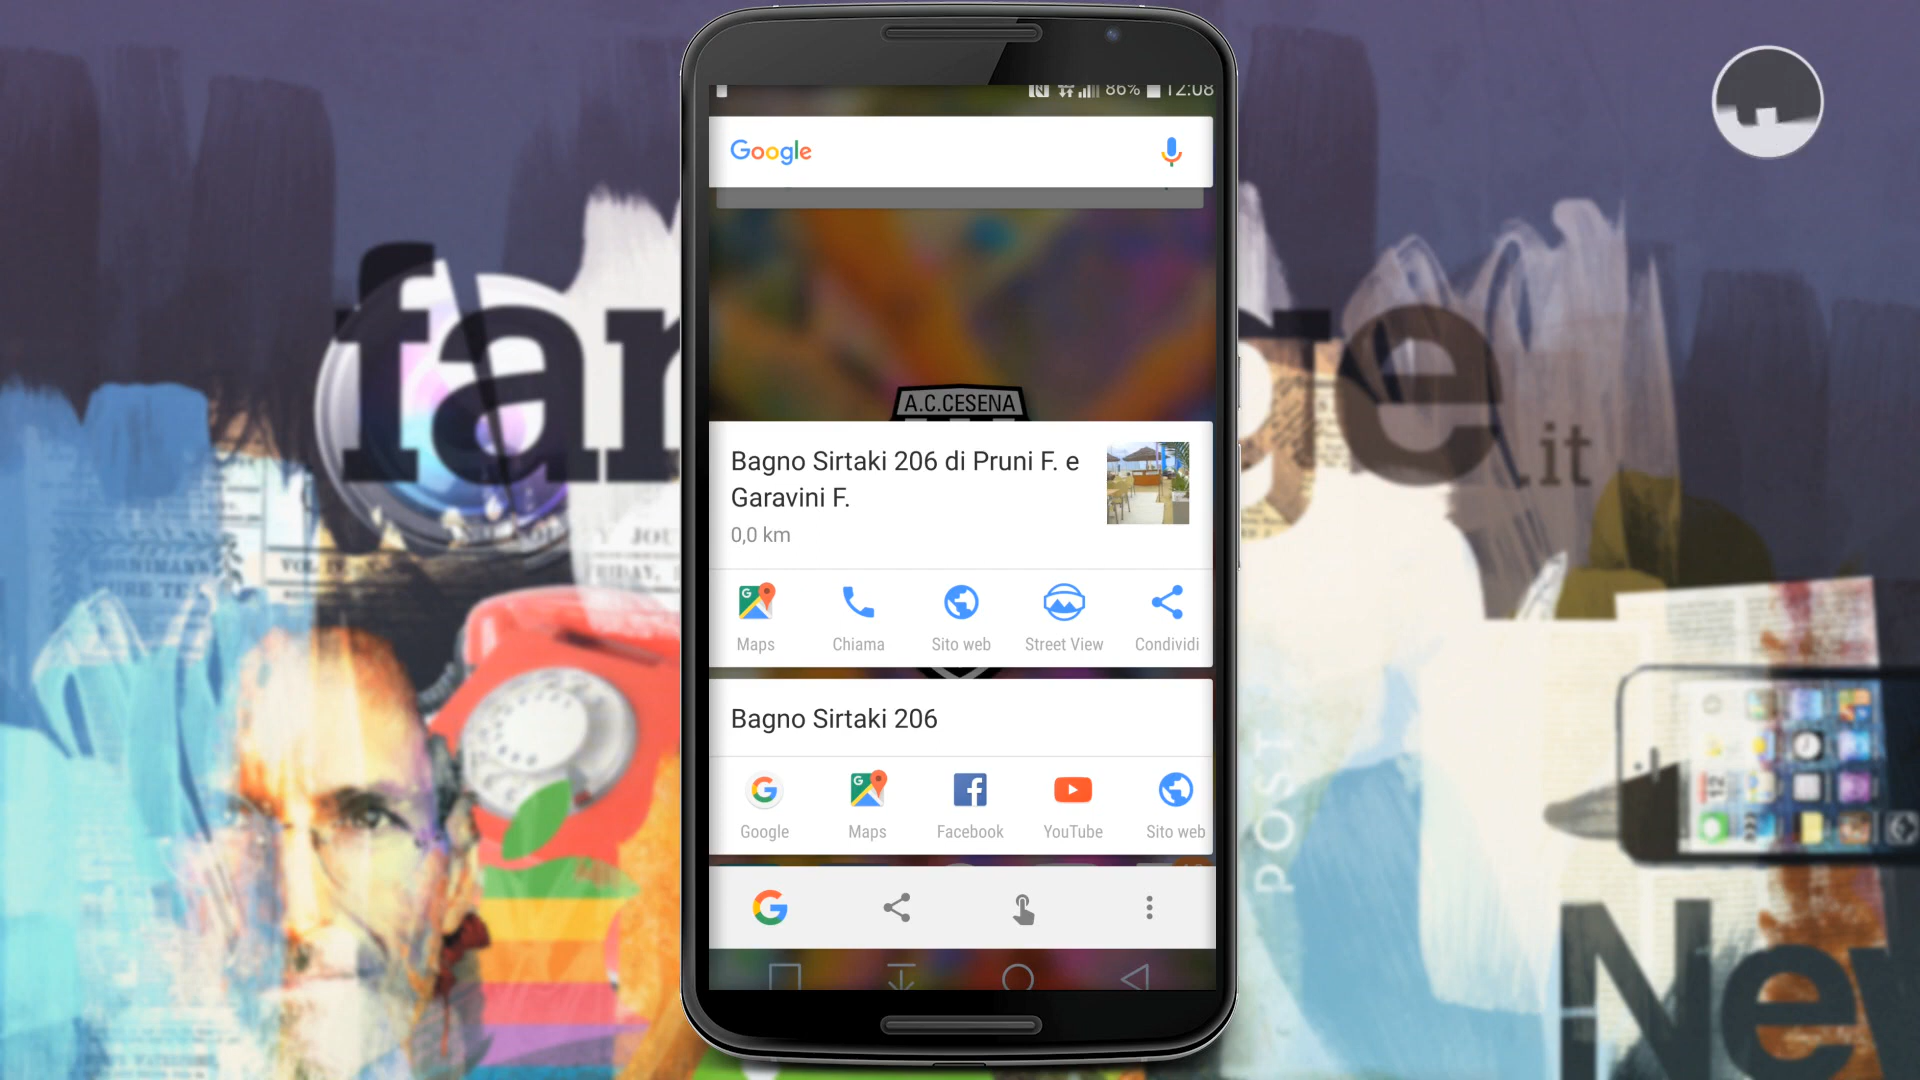 86% 12:08
Google
A.C.CESENA
Bagno Sirtaki 206 di Pruni F. e
Garavini F.
0,0 km
Maps Chiama Sito web Street View Condividi
Bagno Sirtaki 206
Google Maps Facebook YouTube Sito web
G
.it
VOL
POST